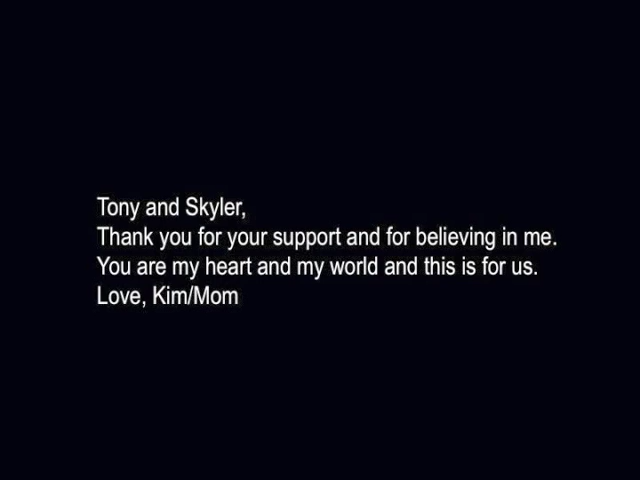 Tony and Skyler,
Thank you for your support and for believing in me.
You are my heart and my world and this is for us.
Love, Kim/Mom